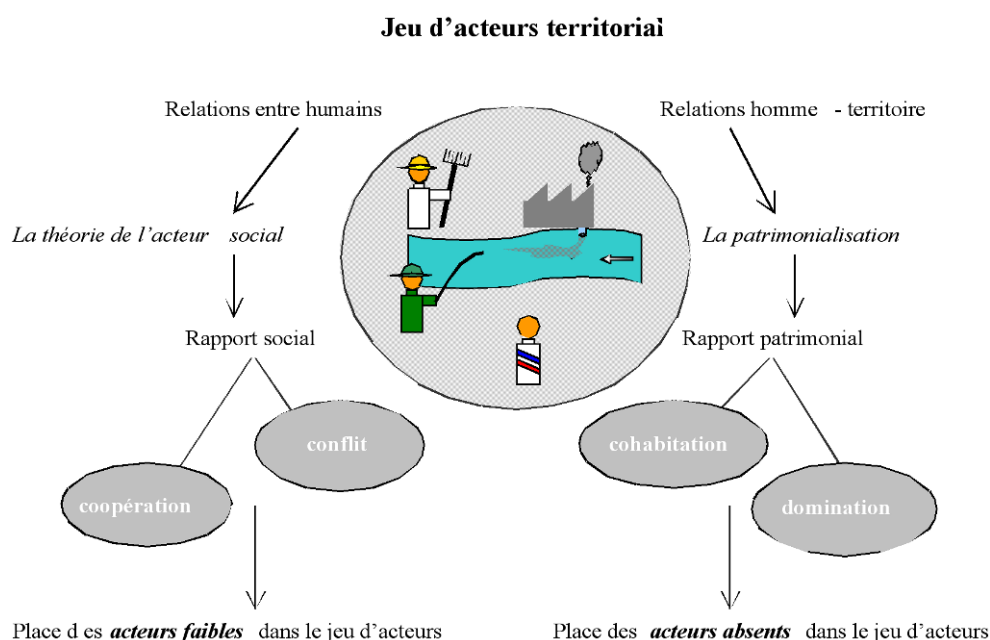 Jeu d'acteurs territorial
Relations entre humains
Relations homme - territoire
La théorie de l'acteur social
La patrimonialisation
Rapport social
Rapport patrimonial
conflit
cohabitation
coopération
domination
Place d es acteurs faibles dans le jeu d'acteurs
Place des acteurs absents dans le jeu d'acteurs